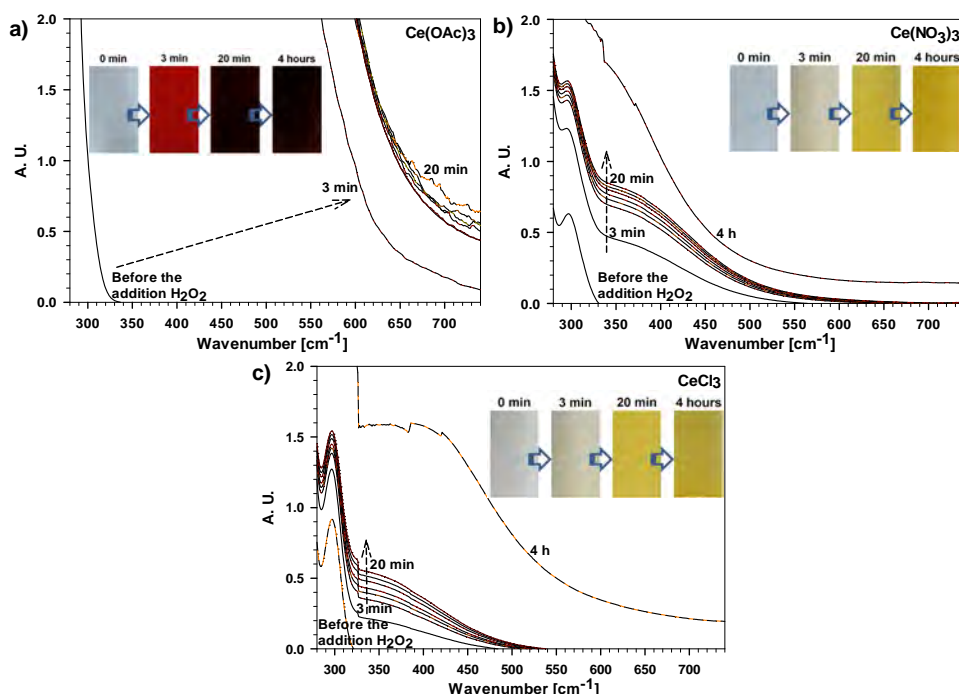 a)
Ce(OAc)3
2.0
1.5
1.0
0.5
0.0
A. U.
0 min
3 min
20 min
4 hours
20 min
3 min
Before the
addition H2O2
300
350
400
450
500
550
600
650
700
Wavenumber [cm-1]
b)
Ce(NO3)3
2.0
1.5
1.0
0.5
0.0
A. U.
0 min
3 min
20 min
4 hours
20 min
3 min
4 h
Before the
addition H2O2
300
350
400
450
500
550
600
650
700
Wavenumber [cm-1]
c)
CeCl3
2.0
1.5
1.0
0.5
0.0
A. U.
0 min
3 min
20 min
4 hours
20 min
3 min
4 h
Before the
addition H2O2
300
350
400
450
500
550
600
650
700
Wavenumber [cm-1]